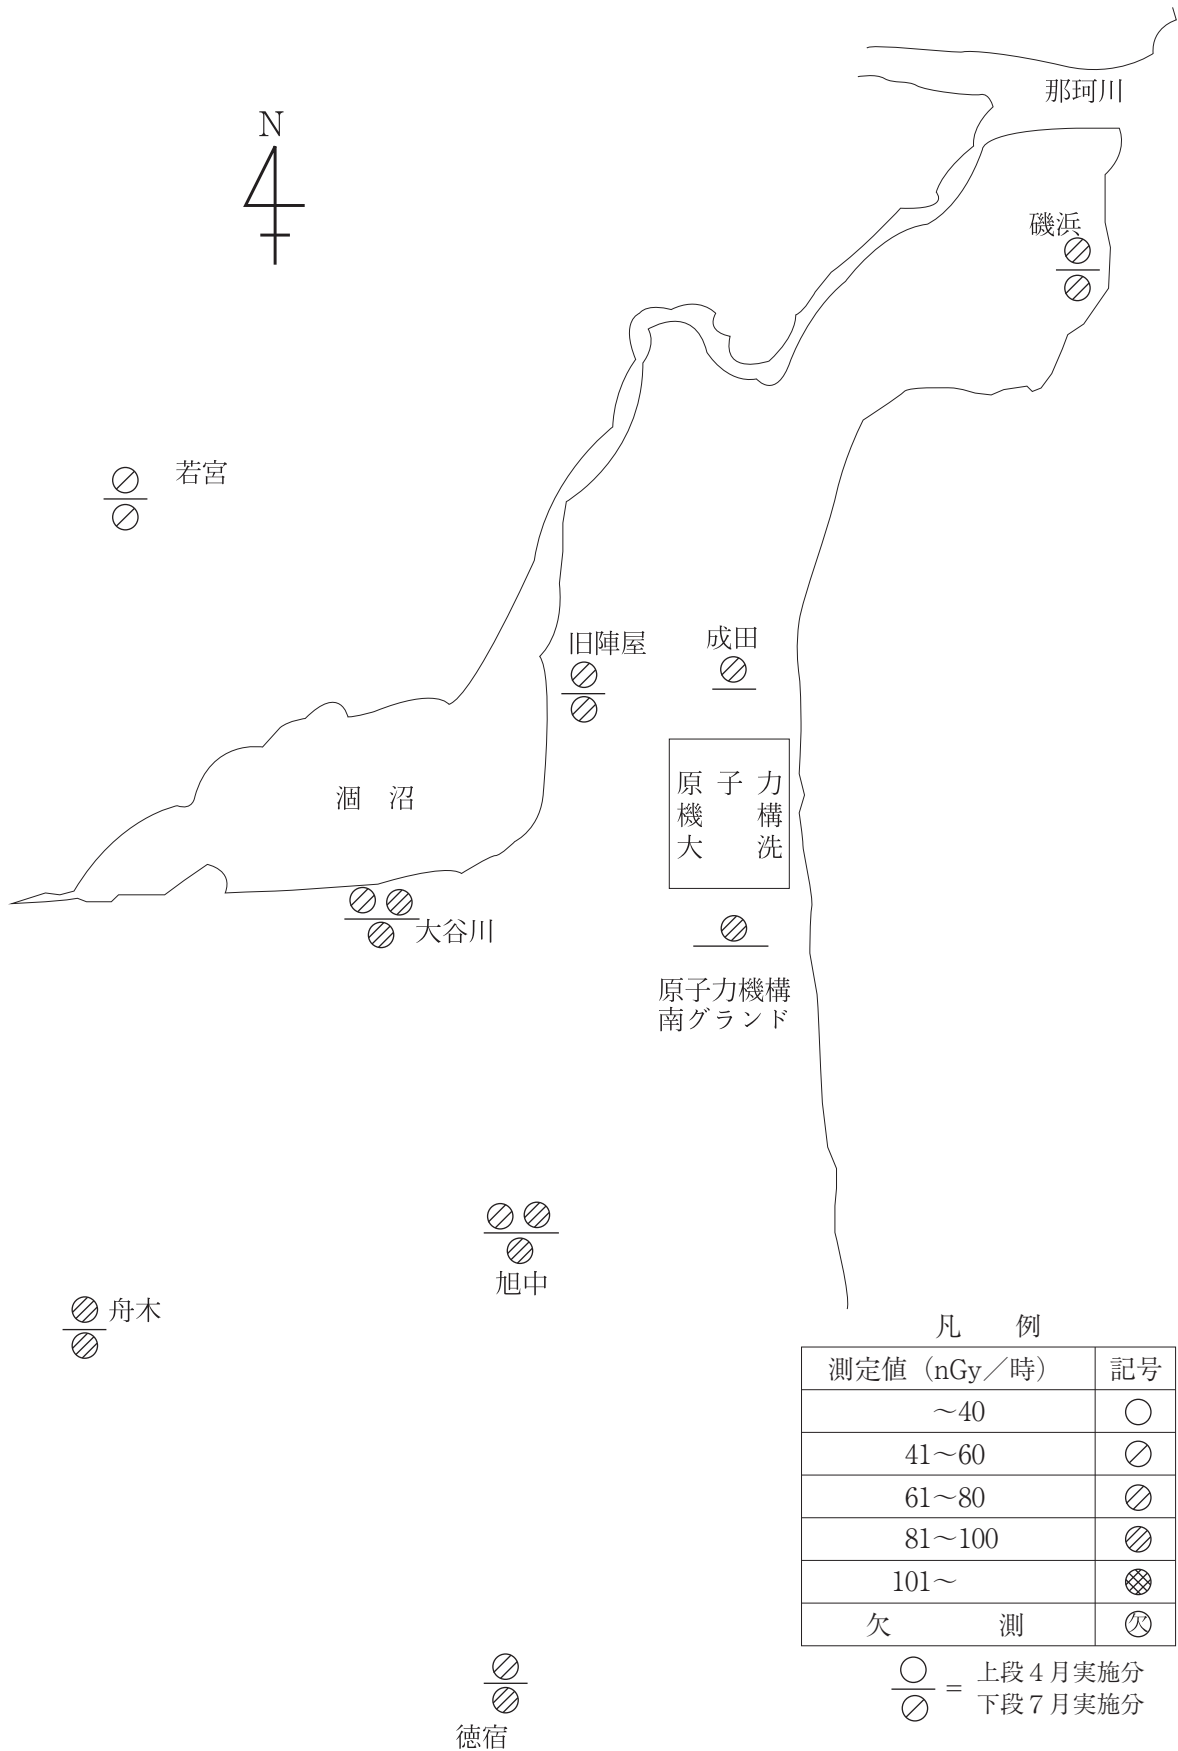 那珂川
N
磯浜
若宮
旧陣屋
成田
原子力
機構
大洗
涸沼
大谷川
原子力機構
南グランド
旭中
舟木
凡例
測定値（nGy／時） 記号
～40
41～60
61～80
81～100
101～
欠測 欠
= 上段４月実施分
下段７月実施分
徳宿